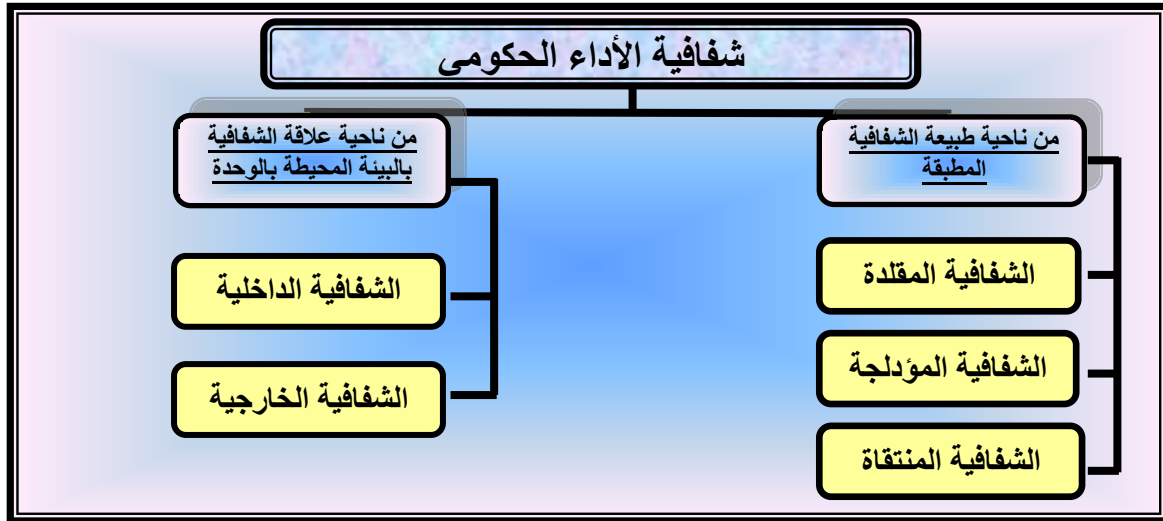 شفافية الأداء الحكومى
من ناحية طبيعة الشفافية
المطبقة
الشفافية المقلدة
الشفافية المؤدلجة
الشفافية المنتقاة
من ناحية علاقة الشفافية
بالبيئة المحيطة بالوحدة
الشفافية الداخلية
الشفافية الخارجية